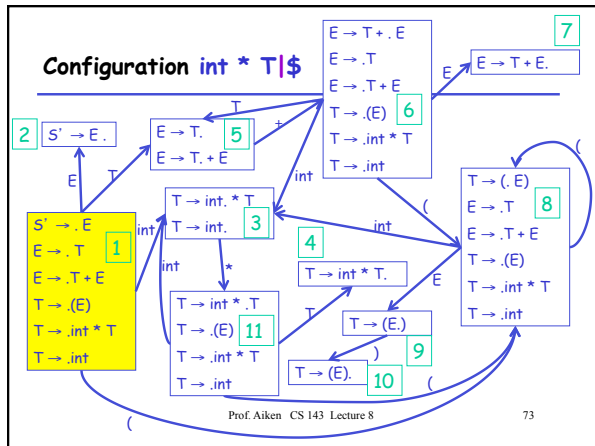 Configuration int * T|$
E → T + . E
E → .T
E → .T + E
T → .(E)
T → .int * T
T → .int
6
7
E → T + E.
E
T
+
2
S' → E .
E → T.
E → T. + E
5
E
T
int
(
(
S' → . E
E → . T
E → .T + E
T → .(E)
T → .int * T
T → .int
1
int
T → int. * T
T → int.
3
int
int
*
4
T → int * T.
T → (. E)
E → .T
E → .T + E
T → .(E)
T → .int * T
T → .int
8
T → int * .T
T → .(E)
T → .int * T
T → .int
11
T
E
T → (E.)
9
)
T → (E).
10
(
(
Prof. Aiken CS 143 Lecture 8
73